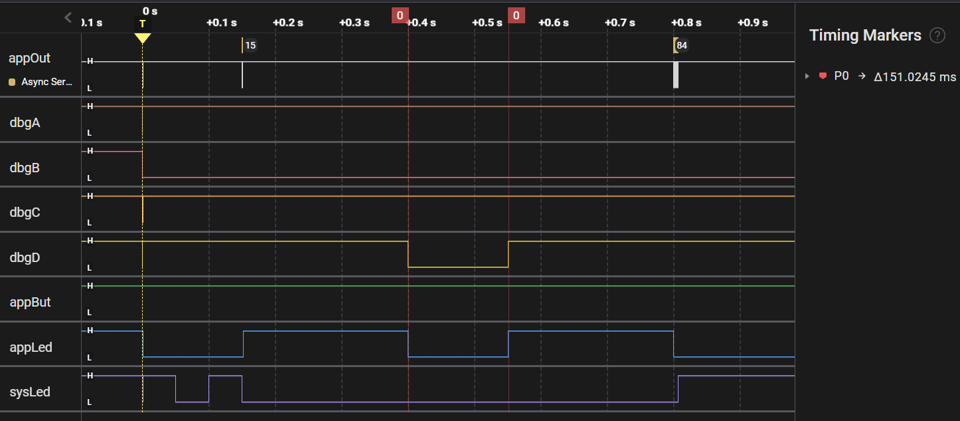 0 s
.1 s +0.1 s +0.2 s +0.3 s +0.4 s +0.5 s +0.6 s +0.7 s +0.8 s +0.9 s
T 0 0
Timing Markers ?
P0 → Δ151.0245 ms
appOut H L 15 84
Async Ser...
dbgA H L
dbgB H L
dbgC H L
dbgD H L
appBut H L
appLed H L
sysLed H L